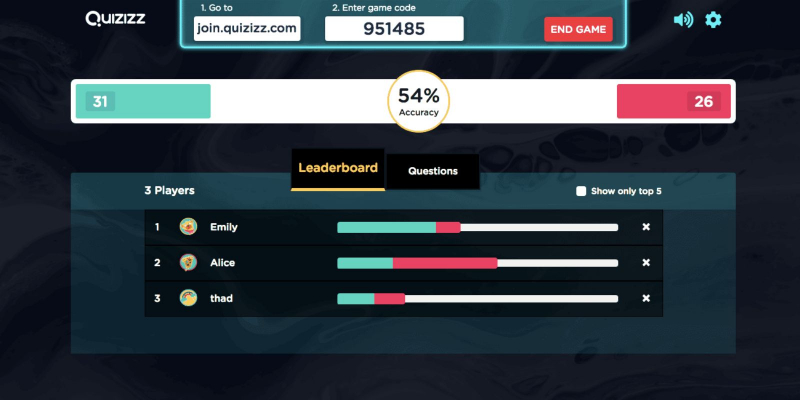 QUIZIZZ
1. Go to
join.quizizz.com
2. Enter game code
951485
END GAME
31
54%
Accuracy
26
Leaderboard
Questions
3 Players
Show only top 5
1 Emily
2 Alice
3 thad